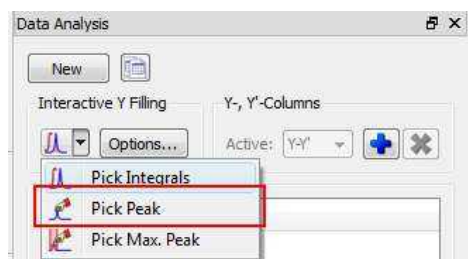 Data Analysis
New
Interactive Y Filling Y-, Y'-Columns
Options... Active: Y-Y'
Pick Integrals
Pick Peak
Pick Max. Peak